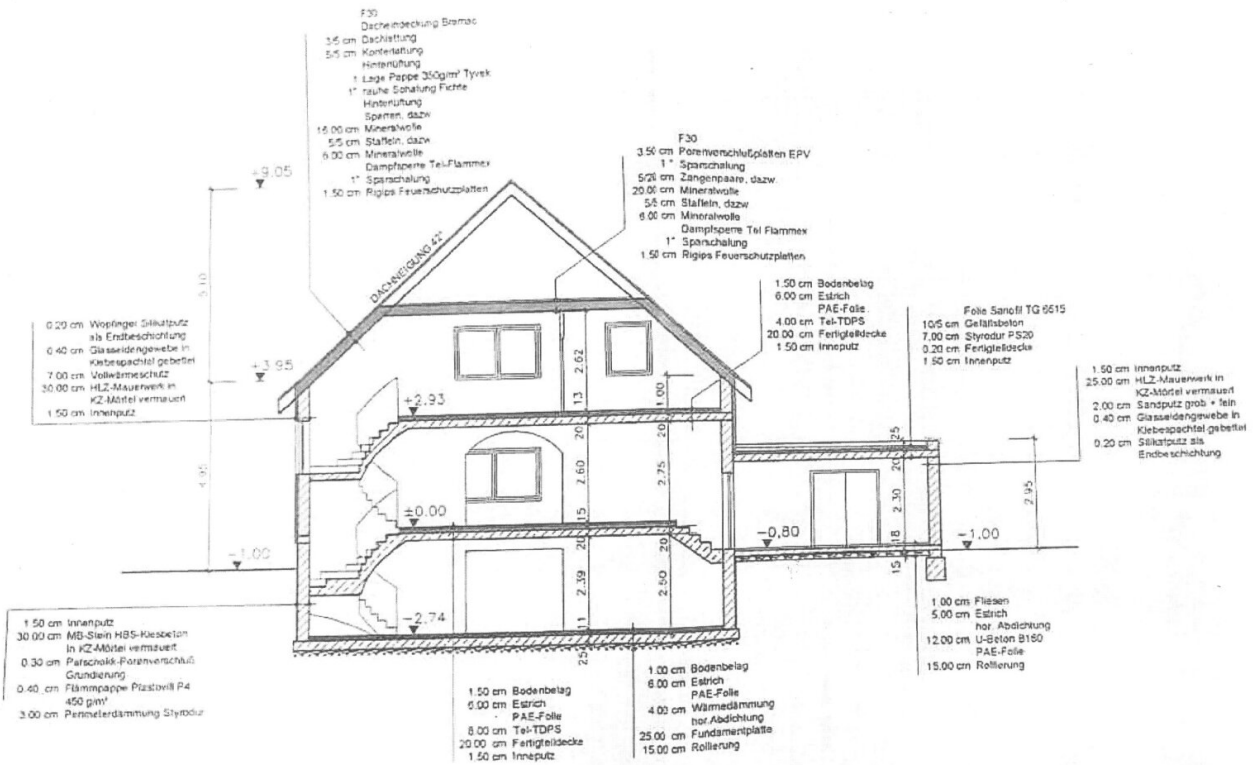 F30
Dacheindeckung Bramac
3/5 cm Dachlattung
5/5 cm Konterlattung
Hinterlüftung
1 Lage Pappe 350g/m² Tyvek
1" rauhe Schalung Fichte
Hinterlüftung
Sparren, dazw
16.00 cm Mineralwolle
5/5 cm Staffeln, dazw
6.00 cm Mineralwolle
Dampfsperre Tel-Flammex
1" Sparschalung
1.50 cm Rigips Feuerschutzplatten
F30
3.50 cm Porenverschlußplatten EPV
1" Sparschalung
5/20 cm Zangenpaare, dazw.
20.00 cm Mineralwolle
5/5 cm Staffeln, dazw
6.00 cm Mineralwolle
Dampfsperre Tel Flammex
1" Sparschalung
1.50 cm Rigips Feuerschutzplatten
+9.05
DACHNEIGUNG 42°
5.10
1.50 cm Bodenbelag
6.00 cm Estrich
PAE-Folie
4.00 cm Tel-TDPS
20.00 cm Fertigteildecke
1.50 cm Inneputz
Folie Sanofil TG 6615
10/5 cm Gefällsbeton
7.00 cm Styrodur PS20
0.20 cm Fertigteildecke
1.50 cm Innenputz
0.20 cm Wopfinger Silikatputz
als Endbeschichtung
0.40 cm Glasseidengewebe in
Klebespachtel gebettet
7.00 cm Vollwärmeschutz
30.00 cm HLZ-Mauerwerk in
KZ-Mörtel vermauert
1.50 cm Innenputz
1.50 cm Innenputz
25.00 cm HLZ-Mauerwerk in
KZ-Mörtel vermauert
2.00 cm Sandputz grob + fein
0.40 cm Glasseidengewebe in
Klebespachtel gebettet
0.20 cm Silikatputz als
Endbeschichtung
+3.95
2.62
1.00
+2.93
13
20
20
25
20
2.60
2.75
2.30
2.95
4.95
±0.00
15
20
20
-0.80
18
-1.00
-1.00
15
2.39
2.50
-2.74
11
25
1.50 cm Innenputz
30.00 cm MB-Stein HBS-Kiesbeton
in KZ-Mörtel vermauert
0.30 cm Parschokk-Porenverschluß
Grundierung
0.40 cm Flämmpappe Plastovill P4
450 g/m²
3.00 cm Perimeterdämmung Styrodur
1.50 cm Bodenbelag
6.00 cm Estrich
PAE-Folie
8.00 cm Tel-TDPS
20.00 cm Fertigteildecke
1.50 cm Inneputz
1.00 cm Bodenbelag
6.00 cm Estrich
PAE-Folie
4.00 cm Wärmedämmung
hor.Abdichtung
25.00 cm Fundamentplatte
15.00 cm Rollierung
1.00 cm Fliesen
5.00 cm Estrich
hor. Abdichtung
12.00 cm U-Beton B160
PAE-Folie
15.00 cm Rollierung